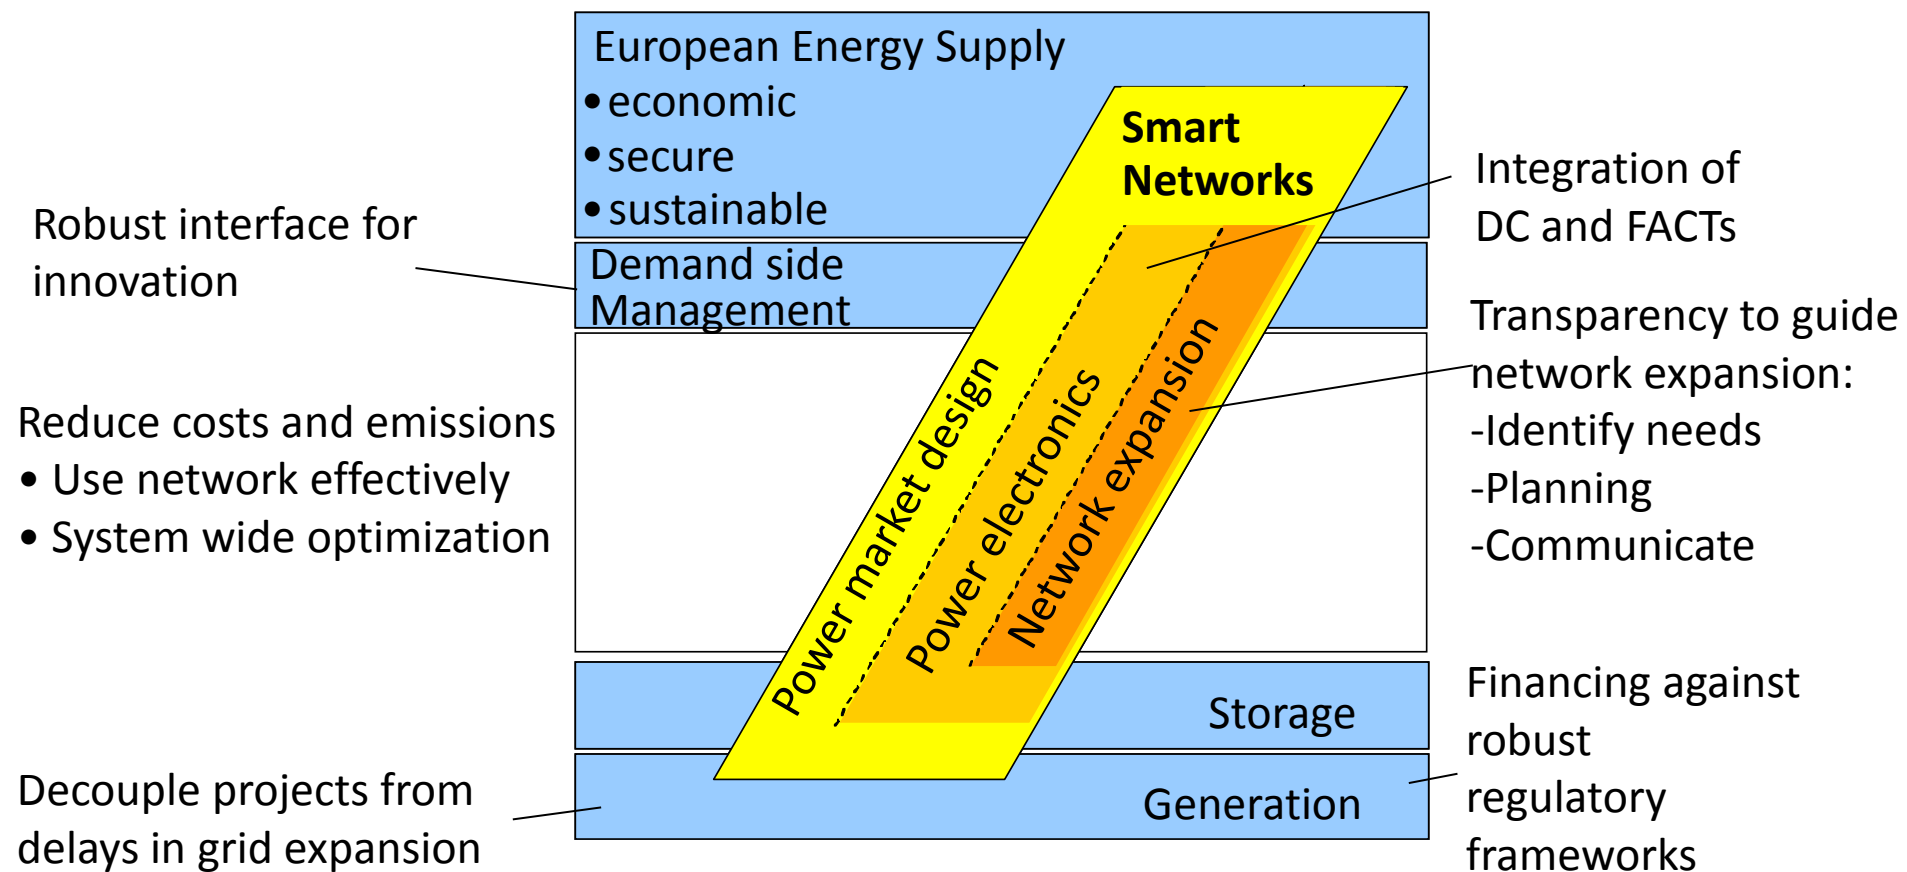 European Energy Supply
• economic
• secure
• sustainable
Smart
Networks
Robust interface for
innovation
Demand side
Management
Integration of
DC and FACTs
Transparency to guide
network expansion:
-Identify needs
-Planning
-Communicate
Reduce costs and emissions
• Use network effectively
• System wide optimization
Power market design
Power electronics
Network expansion
Storage
Generation
Decouple projects from
delays in grid expansion
Financing against
robust
regulatory
frameworks